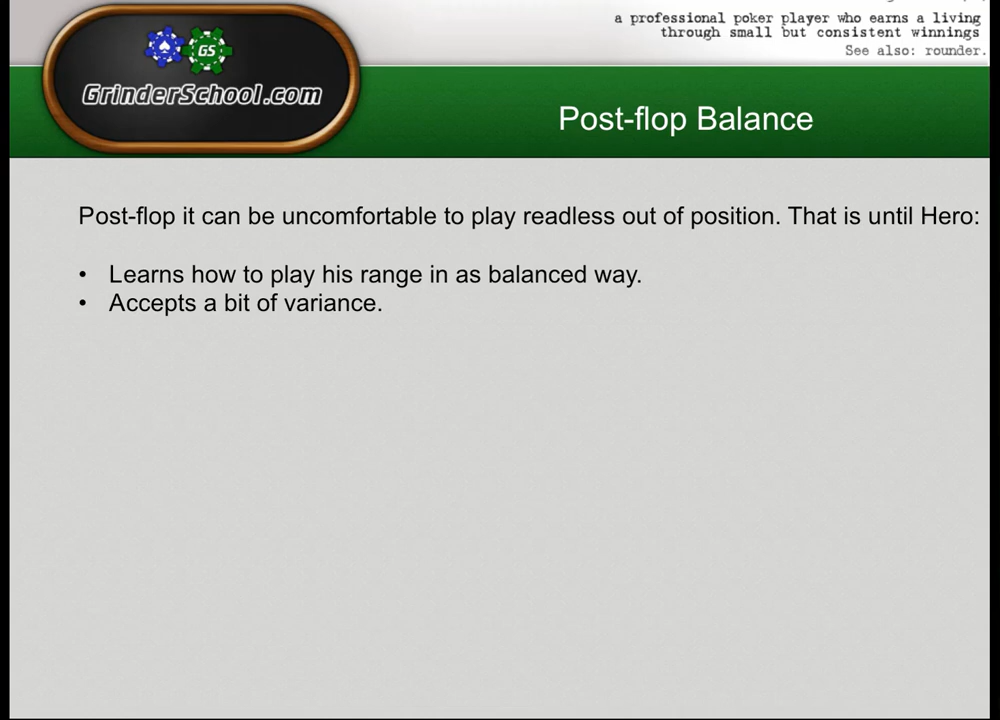 a professional poker player who earns a living
through small but consistent winnings
See also: rounder.
GS
GrinderSchool.com
Post-flop Balance
Post-flop it can be uncomfortable to play readless out of position. That is until Hero:
• Learns how to play his range in as balanced way.
• Accepts a bit of variance.